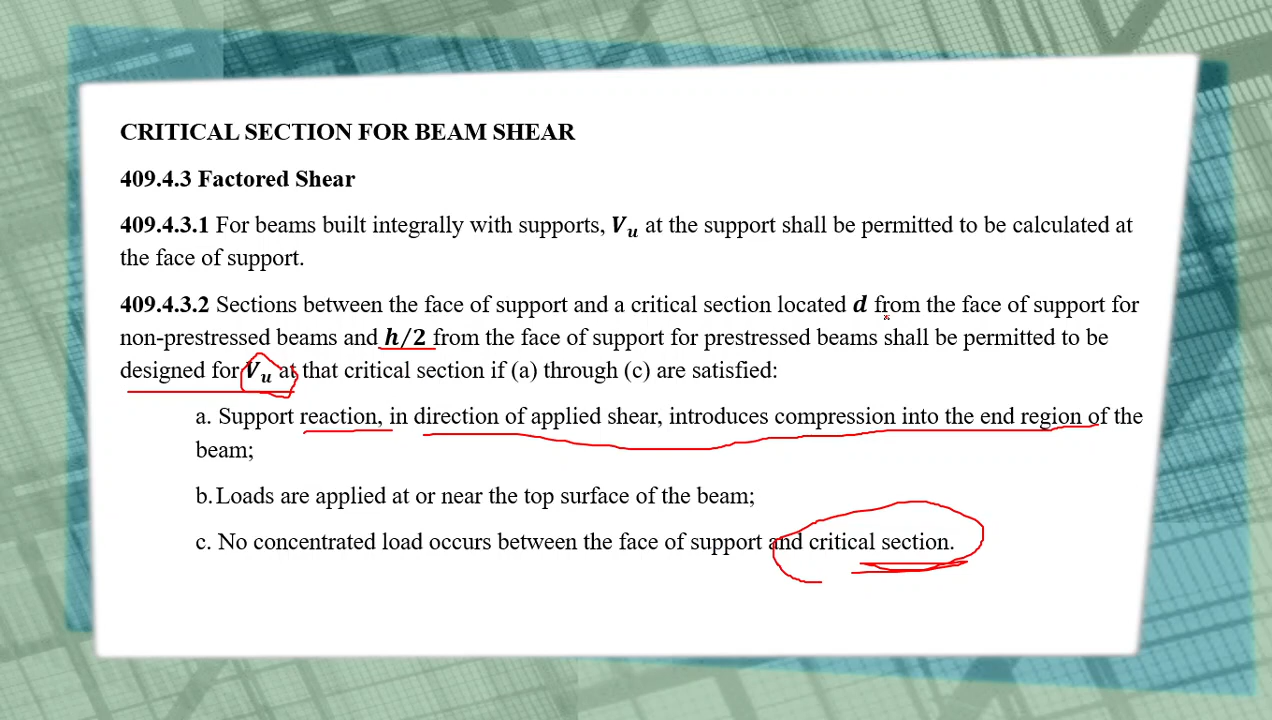 CRITICAL SECTION FOR BEAM SHEAR
409.4.3 Factored Shear
409.4.3.1 For beams built integrally with supports, Vu at the support shall be permitted to be calculated at
the face of support.
409.4.3.2 Sections between the face of support and a critical section located d from the face of support for
non-prestressed beams and h/2 from the face of support for prestressed beams shall be permitted to be
designed for Vu at that critical section if (a) through (c) are satisfied:
a. Support reaction, in direction of applied shear, introduces compression into the end region of the
beam;
b. Loads are applied at or near the top surface of the beam;
c. No concentrated load occurs between the face of support and critical section.